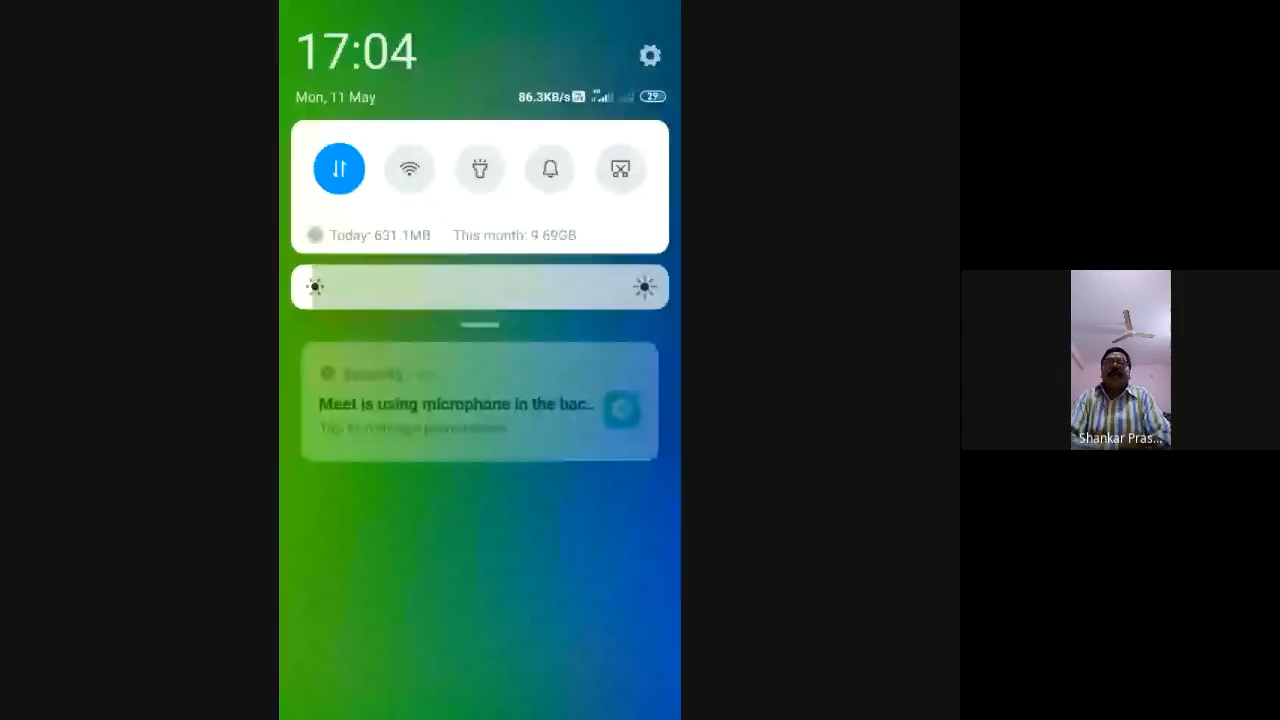 17:04
Mon, 11 May
86.3KB/s 29
Today: 631.1MB This month: 9.69GB
Meet is using microphone in the bac..
Shankar Pras...